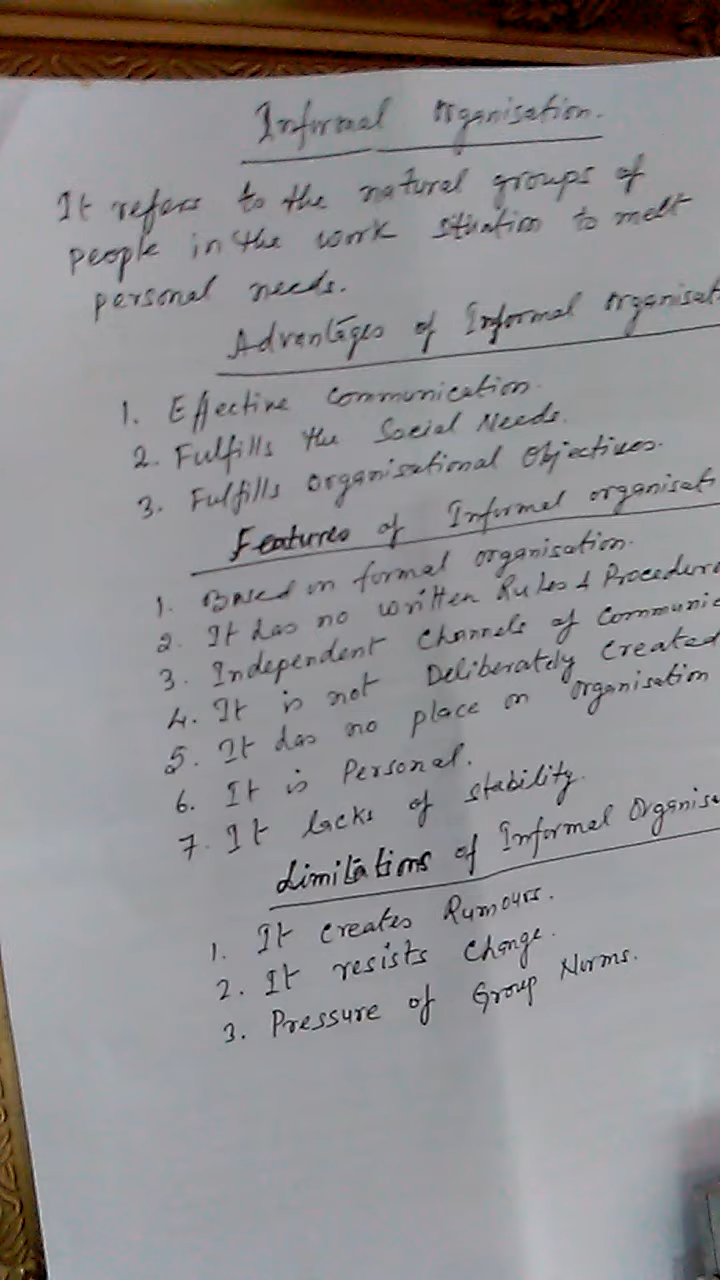 Informal Organisation.
It refers to the natural groups of
people in the work situation to melt
personal needs.
Advantages of Informal organisat
1. Effective Communication.
2. Fulfills the Social Needs.
3. Fulfills Organisational Objectives.
Features of Informal organisati
1. Based on formal organisation.
2. It has no written Rules & Procedure
3. Independent Channels of Communic
4. It is not Deliberately Created
5. It has no place on organisation
6. It is Personal.
7. It lacks of stability.
Limitations of Informal Organisa
1. It creates Rumours.
2. It resists Change.
3. Pressure of Group Norms.